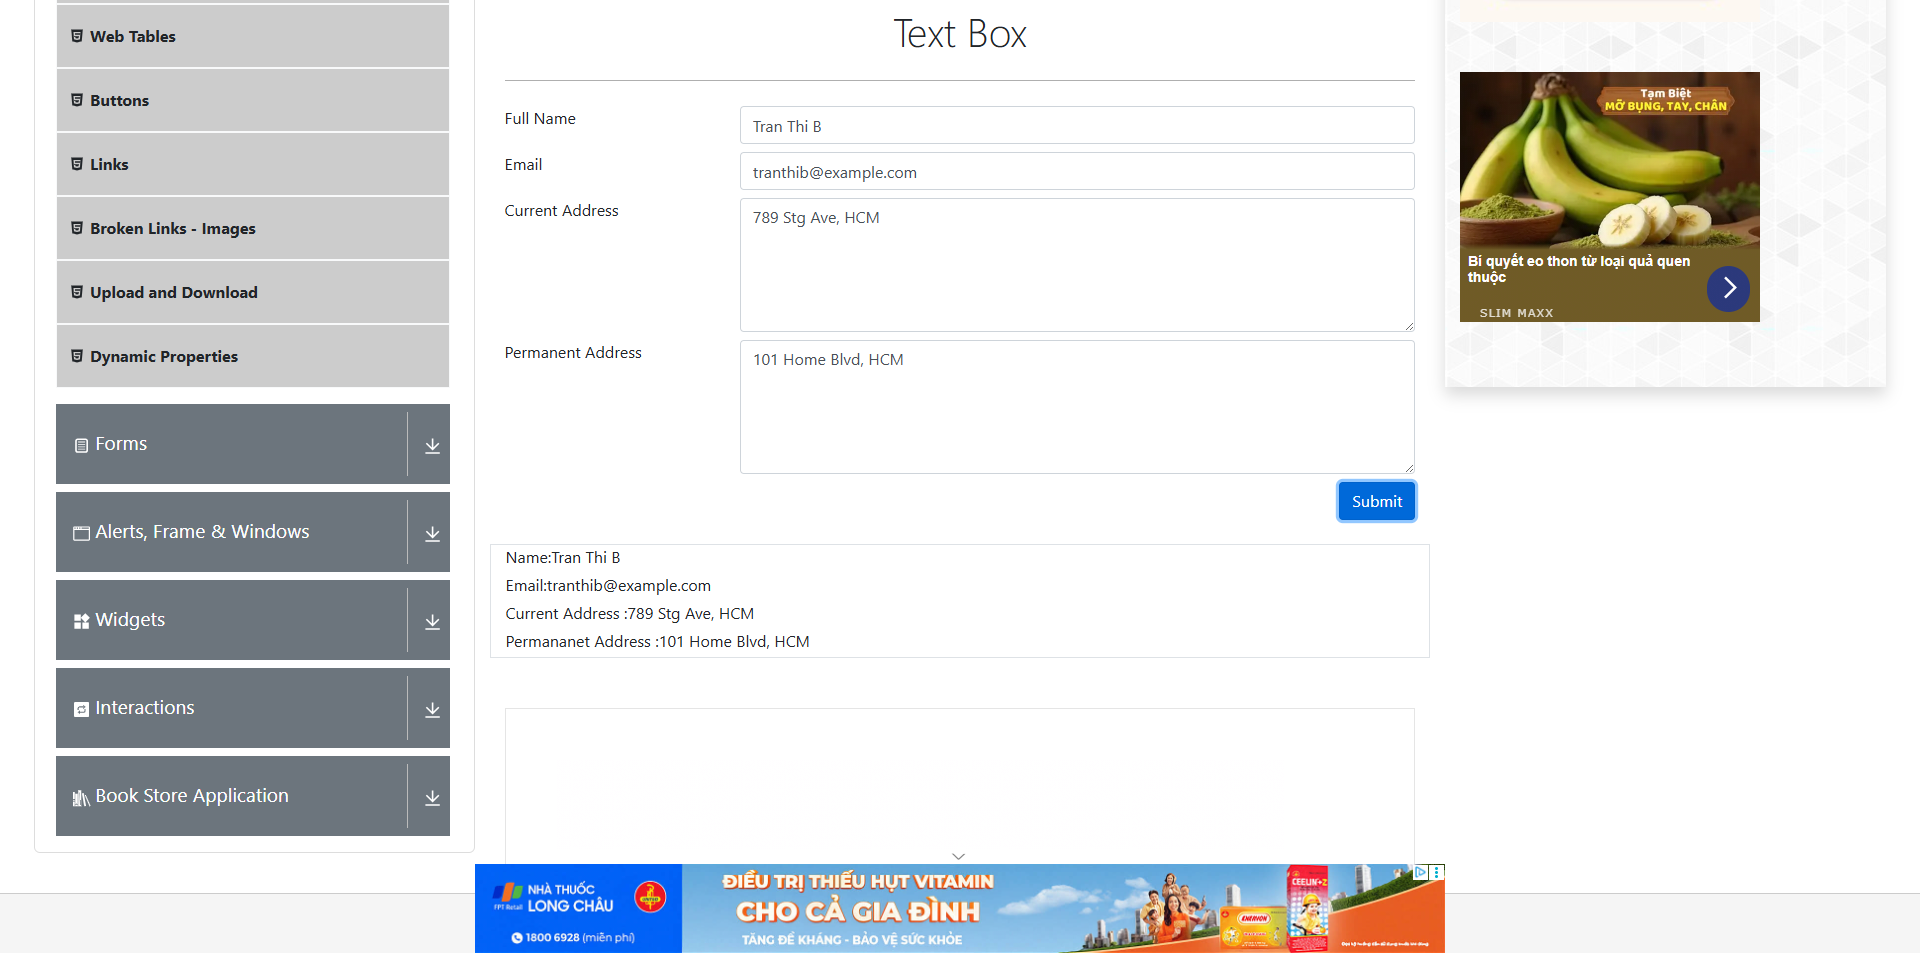 Web Tables
Buttons
Links
Broken Links - Images
Upload and Download
Dynamic Properties
Forms
Alerts, Frame & Windows
Widgets
Interactions
Book Store Application
Text Box
Full Name
Tran Thi B
Email
tranthib@example.com
Current Address
789 Stg Ave, HCM
Permanent Address
101 Home Blvd, HCM
Submit
Name:Tran Thi B
Email:tranthib@example.com
Current Address :789 Stg Ave, HCM
Permananet Address :101 Home Blvd, HCM
Tạm Biệt
MỠ BỤNG, TAY, CHÂN
Bí quyết eo thon từ loại quả quen
thuộc
SLIM MAXX
FPT Retail
NHÀ THUỐC
LONG CHÂU
1800 6928 (miễn phí)
ĐIỀU TRỊ THIẾU HỤT VITAMIN
CHO CẢ GIA ĐÌNH
TĂNG ĐỀ KHÁNG - BẢO VỆ SỨC KHỎE
ENERVON
CEELIN+Z